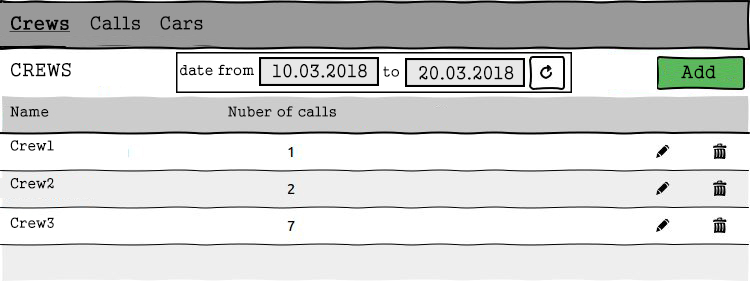 Crews Calls Cars
CREWS date from 10.03.2018 to 20.03.2018 Add
Name Nuber of calls
Crew1 1
Crew2 2
Crew3 7